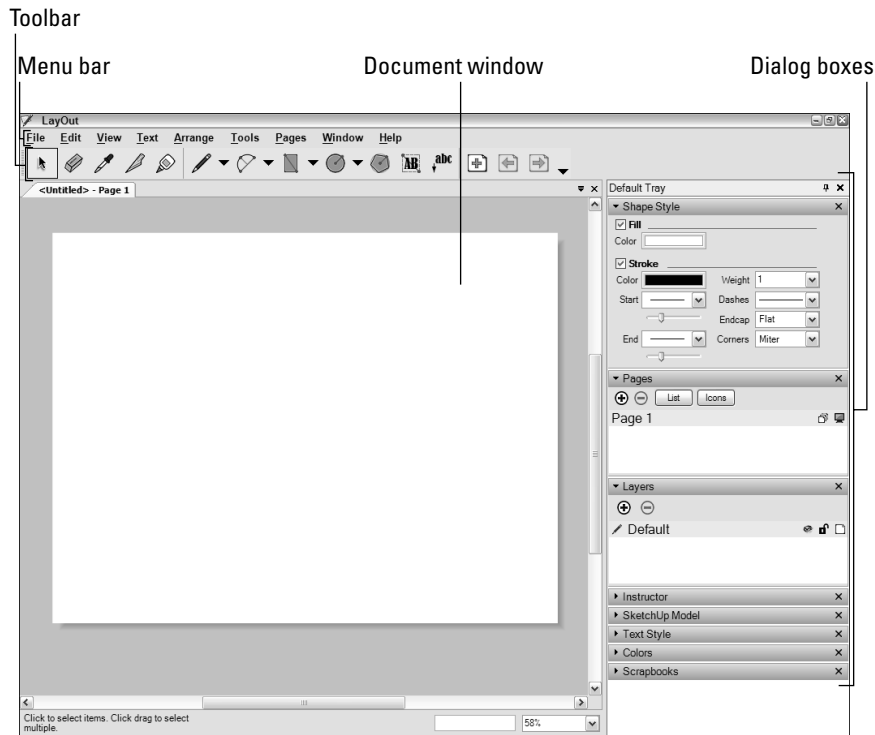 Toolbar
Menu bar
Document window
Dialog boxes
LayOut
File Edit View Text Arrange Tools Pages Window Help
AB abc
<Untitled> - Page 1
Default Tray
Shape Style
Fill
Color
Stroke
Color Weight 1
Start Dashes
Endcap Flat
End Corners Miter
Pages
List Icons
Page 1
Layers
Default
Instructor
SketchUp Model
Text Style
Colors
Scrapbooks
Click to select items. Click drag to select
multiple.
58%